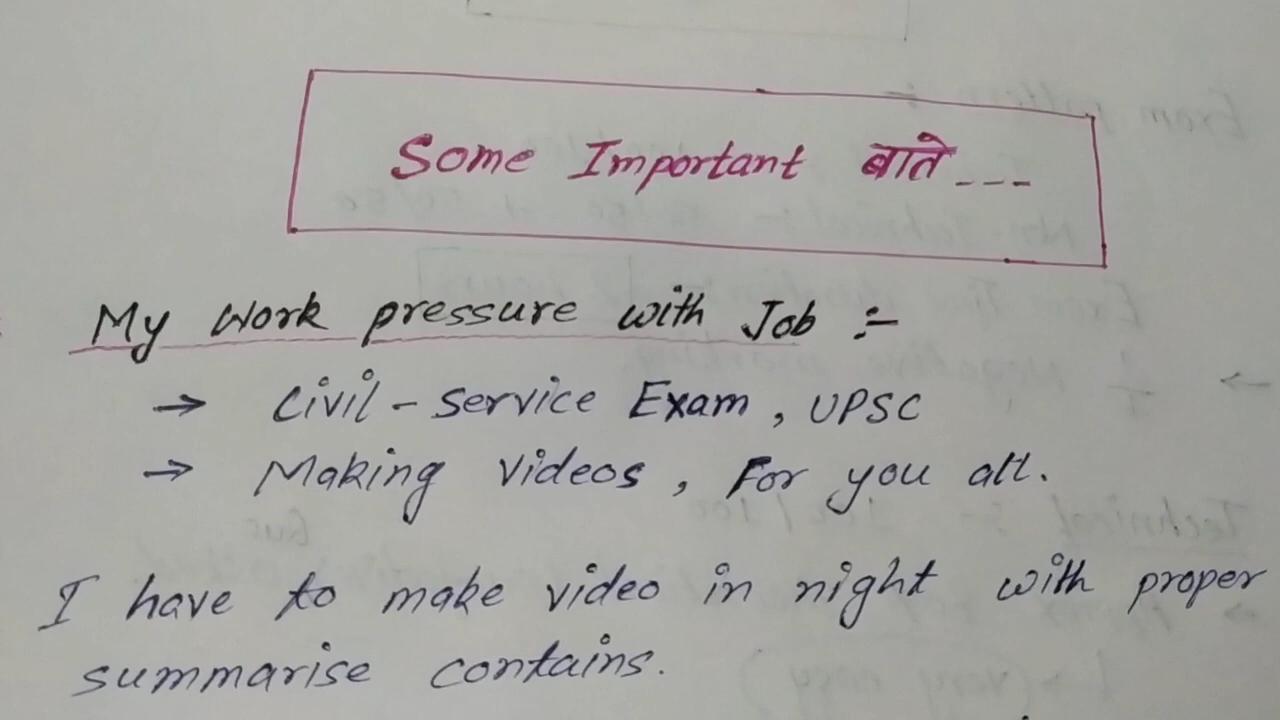 Some Important बाते---
My Work pressure with Job :-
→ Civil-Service Exam, UPSC
→ Making Videos, For you all.
I have to make video in night with proper
summarise contains.